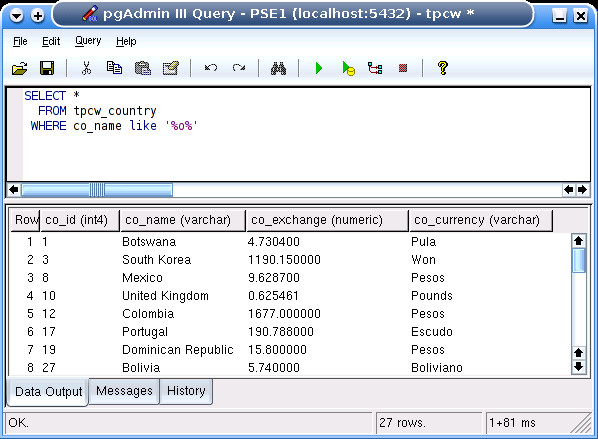 pgAdmin III Query - PSE1 (localhost:5432) - tpcw *
File Edit Query Help
SELECT *
FROM tpcw_country
WHERE co_name like '%o%'
Row co_id (int4) co_name (varchar) co_exchange (numeric) co_currency (varchar)
1 1 Botswana 4.730400 Pula
2 3 South Korea 1190.150000 Won
3 8 Mexico 9.628700 Pesos
4 10 United Kingdom 0.625461 Pounds
5 12 Colombia 1677.000000 Pesos
6 17 Portugal 190.788000 Escudo
7 19 Dominican Republic 15.800000 Pesos
8 27 Bolivia 5.740000 Boliviano
Data Output Messages History
OK. 27 rows. 1+81 ms